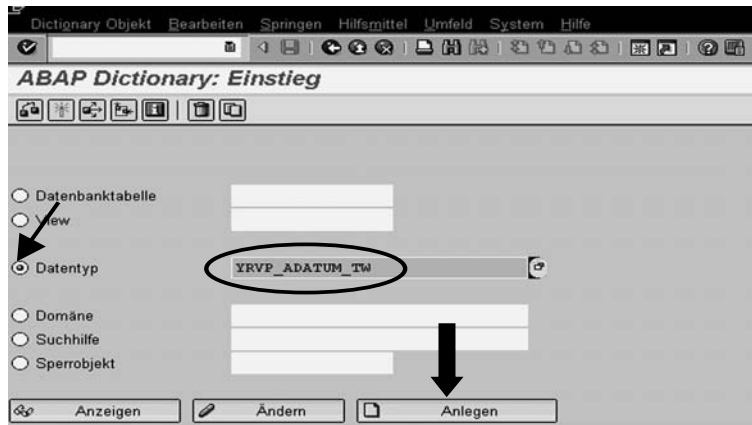 Dictionary Objekt Bearbeiten Springen Hilfsmittel Umfeld System Hilfe
ABAP Dictionary: Einstieg
Datenbanktabelle
View
Datentyp YRVP_ADATUM_TW
Domäne
Suchhilfe
Sperrobjekt
Anzeigen Ändern Anlegen